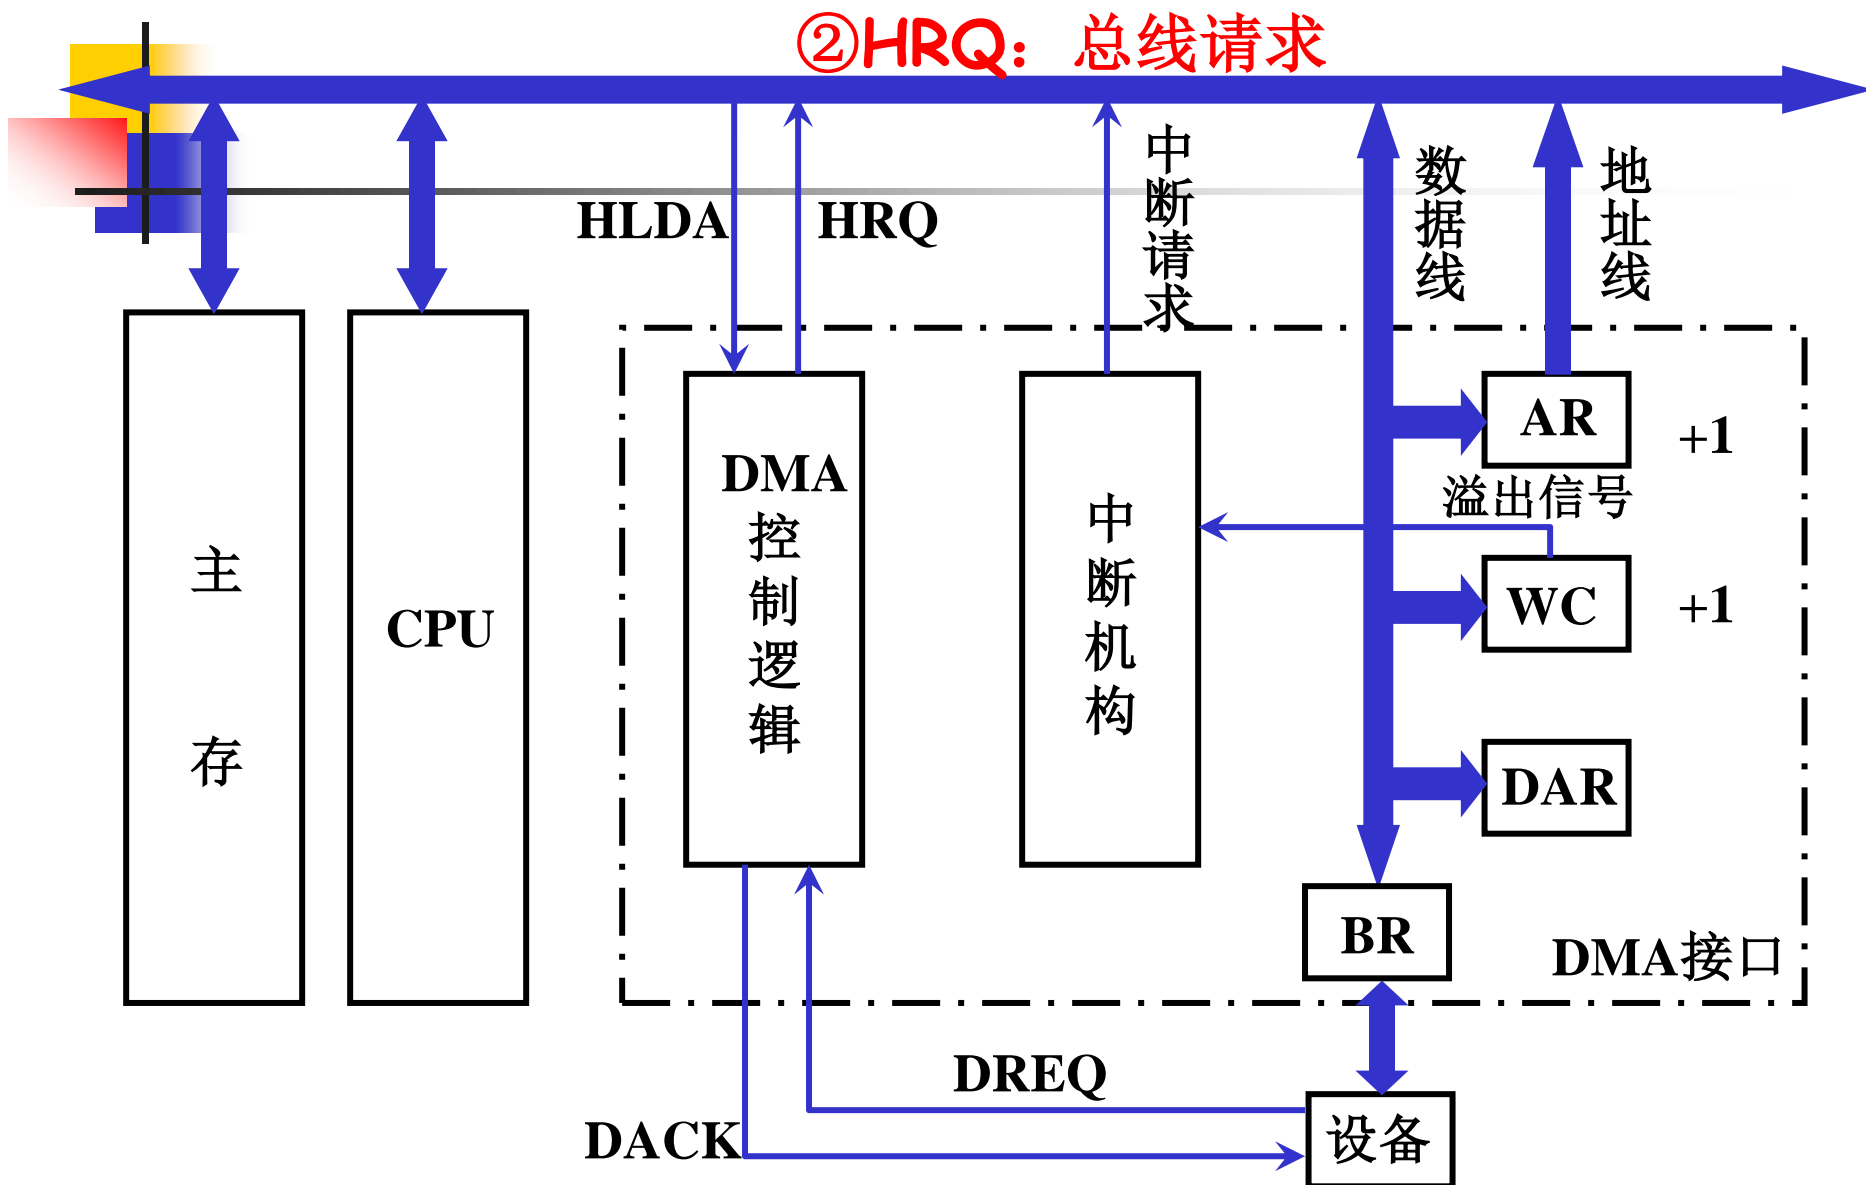 ②HRQ：总线请求
HLDA
HRQ
中断请求
数据线
地址线
主存
CPU
DMA控制逻辑
中断机构
AR
+1
溢出信号
WC
+1
DAR
BR
DMA接口
DREQ
DACK
设备